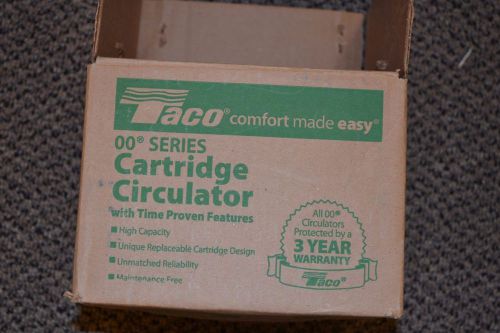 Taco® comfort made easy®
00® SERIES
Cartridge
Circulator
with Time Proven Features
High Capacity
Unique Replaceable Cartridge Design
Unmatched Reliability
Maintenance Free
All 00®
Circulators
Protected by a
3 YEAR
WARRANTY
Taco®